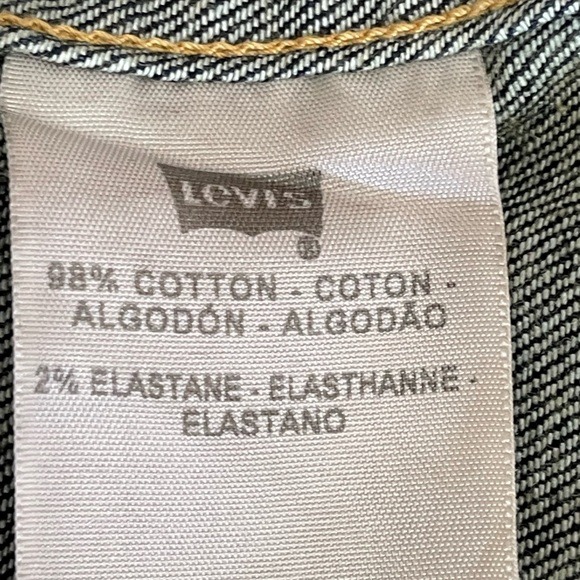 LEVI'S
®
98% COTTON - COTON -
ALGODÓN - ALGODÃO
2% ELASTANE - ELASTHANNE -
ELASTANO